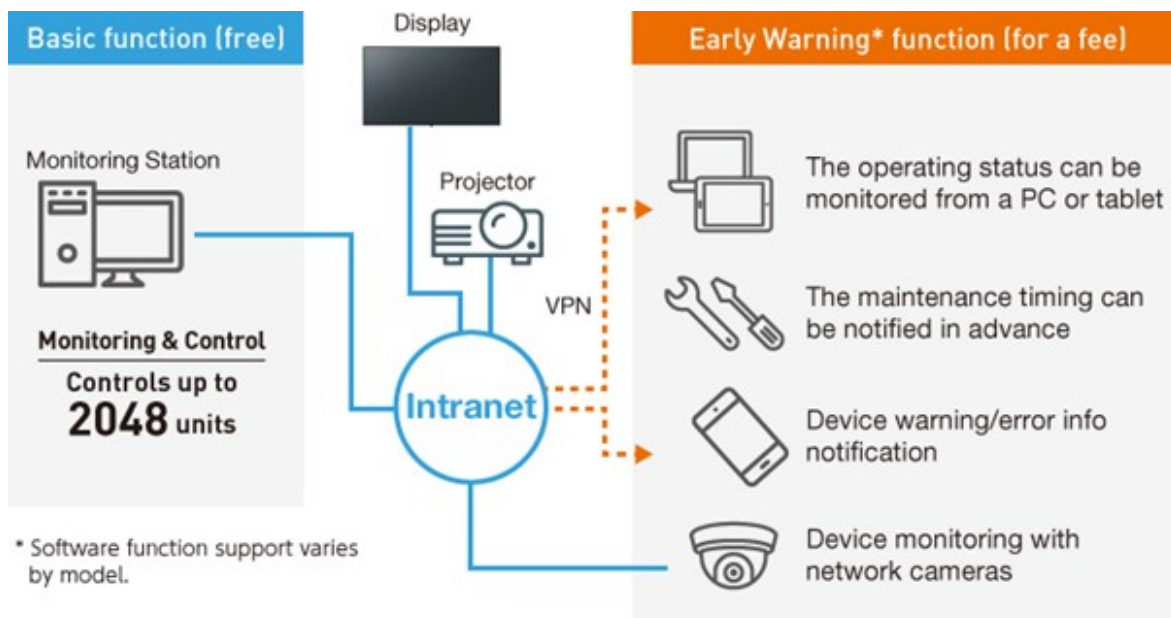 Basic function (free)
Monitoring Station
Monitoring & Control
Controls up to
2048 units
* Software function support varies
by model.
Display
Projector
VPN
Intranet
Early Warning* function (for a fee)
The operating status can be
monitored from a PC or tablet
The maintenance timing can
be notified in advance
Device warning/error info
notification
Device monitoring with
network cameras